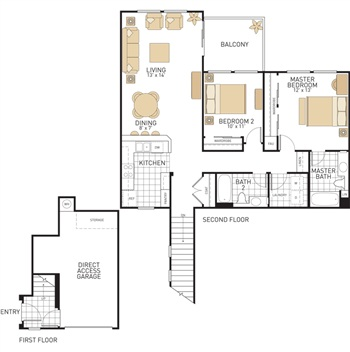 BALCONY
LIVING
13' x 14'
MASTER
BEDROOM
12' x 13'
BEDROOM 2
10' x 11'
DINING
8' x 7'
KITCHEN
BATH
2
MASTER
BATH
SECOND FLOOR
STORAGE
DIRECT
ACCESS
GARAGE
ENTRY
FIRST FLOOR